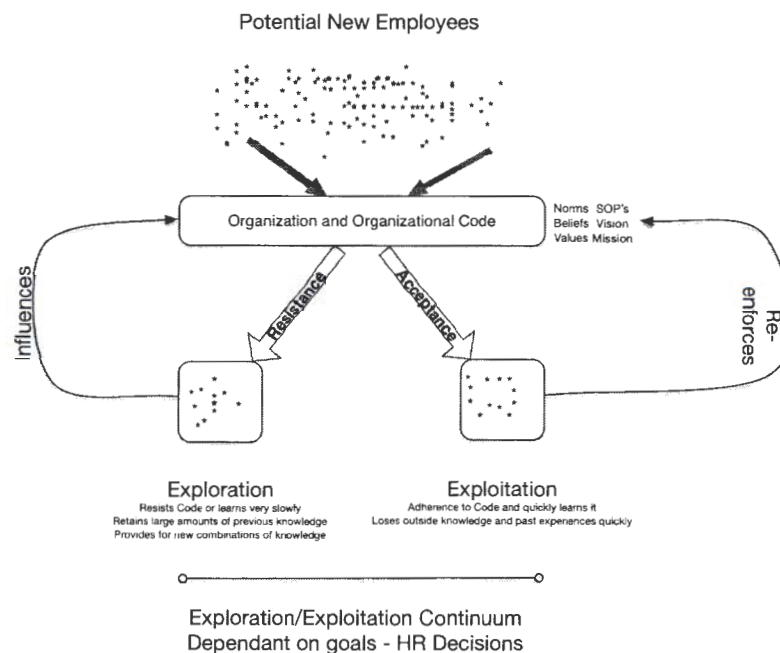 Potential New Employees
Organization and Organizational Code
Norms SOP's
Beliefs Vision
Values Mission
Influences
Resistance
Acceptance
Re-
enforces
Exploration
Resists Code or learns very slowly
Retains large amounts of previous knowledge
Provides for new combinations of knowledge
Exploitation
Adherence to Code and quickly learns it
Loses outside knowledge and past experiences quickly
Exploration/Exploitation Continuum
Dependant on goals - HR Decisions